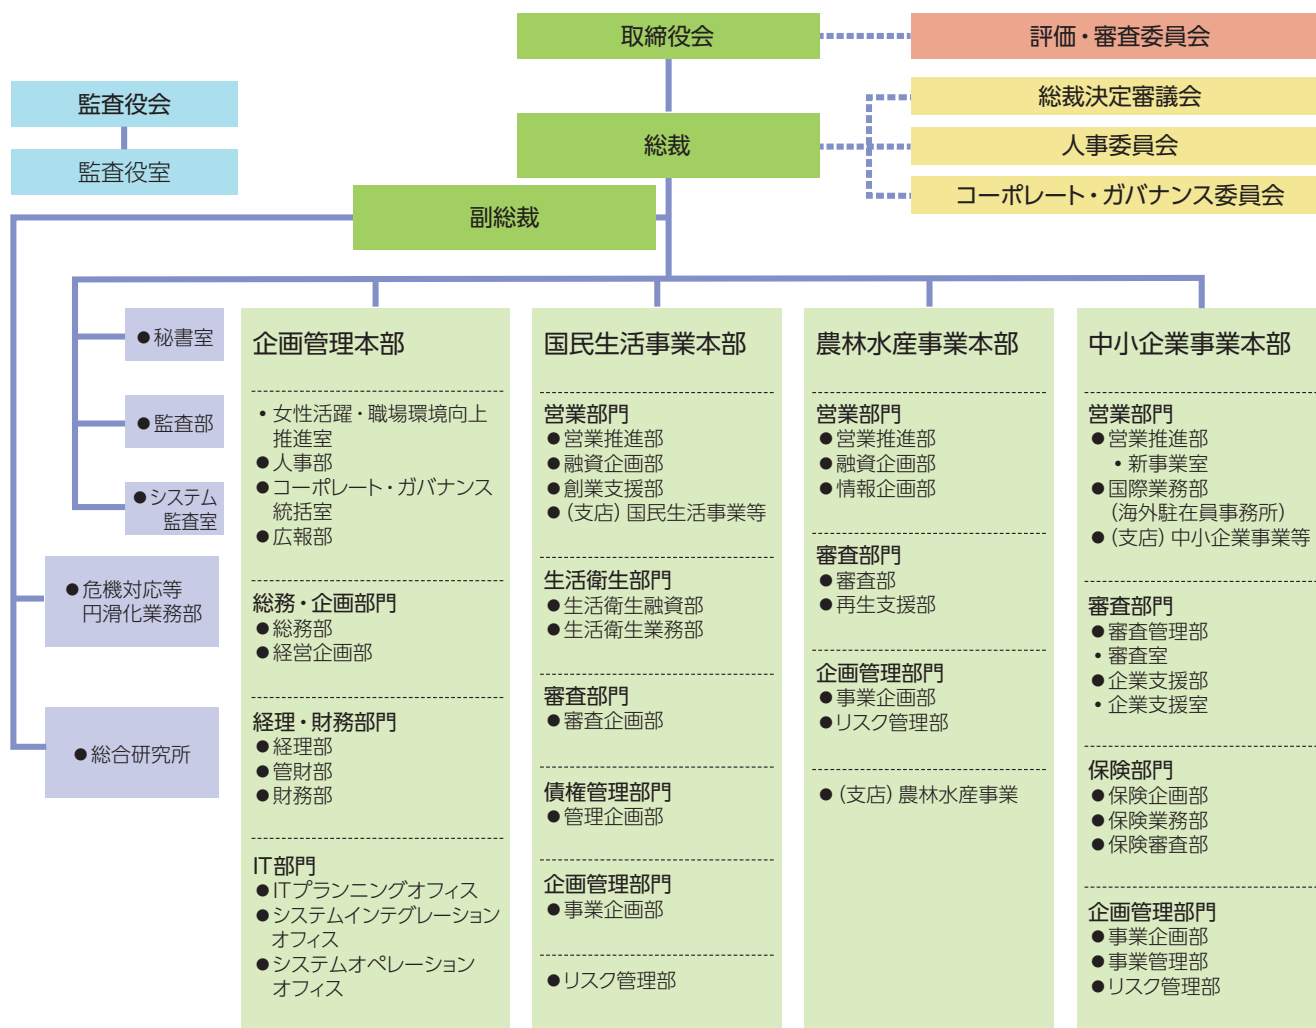 取締役会
評価・審査委員会
監査役会
監査役室
総裁
総裁決定審議会
人事委員会
コーポレート・ガバナンス委員会
副総裁
●秘書室
●監査部
●システム
監査室
●危機対応等
円滑化業務部
●総合研究所
企画管理本部
・女性活躍・職場環境向上
推進室
●人事部
●コーポレート・ガバナンス
統括室
●広報部
総務・企画部門
●総務部
●経営企画部
経理・財務部門
●経理部
●管財部
●財務部
IT部門
●ITプランニングオフィス
●システムインテグレーション
オフィス
●システムオペレーション
オフィス
国民生活事業本部
営業部門
●営業推進部
●融資企画部
●創業支援部
●(支店)国民生活事業等
生活衛生部門
●生活衛生融資部
●生活衛生業務部
審査部門
●審査企画部
債権管理部門
●管理企画部
企画管理部門
●事業企画部
●リスク管理部
農林水産事業本部
営業部門
●営業推進部
●融資企画部
●情報企画部
審査部門
●審査部
●再生支援部
企画管理部門
●事業企画部
●リスク管理部
●(支店)農林水産事業
中小企業事業本部
営業部門
●営業推進部
・新事業室
●国際業務部
(海外駐在員事務所)
●(支店)中小企業事業等
審査部門
●審査管理部
・審査室
●企業支援部
・企業支援室
保険部門
●保険企画部
●保険業務部
●保険審査部
企画管理部門
●事業企画部
●事業管理部
●リスク管理部